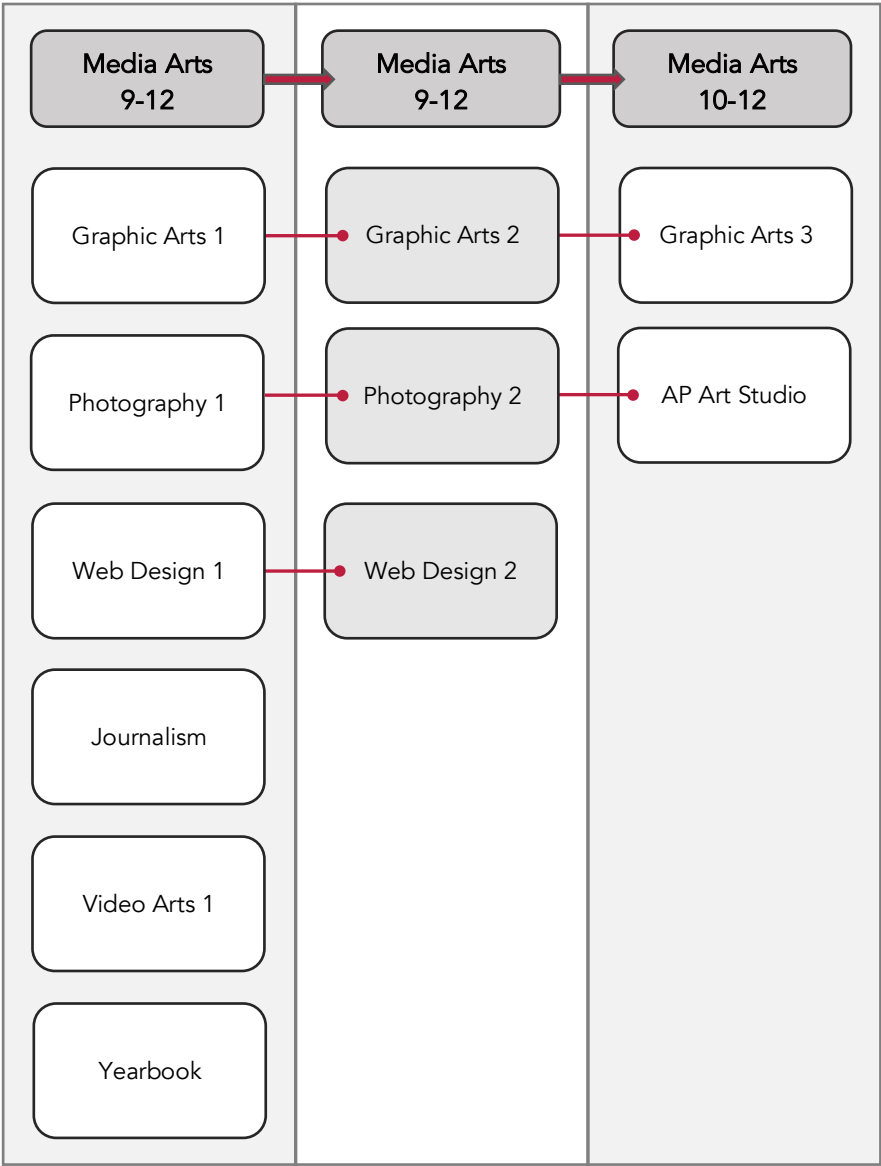 Media Arts
9-12
Media Arts
9-12
Media Arts
10-12
Graphic Arts 1
Graphic Arts 2
Graphic Arts 3
Photography 1
Photography 2
AP Art Studio
Web Design 1
Web Design 2
Journalism
Video Arts 1
Yearbook